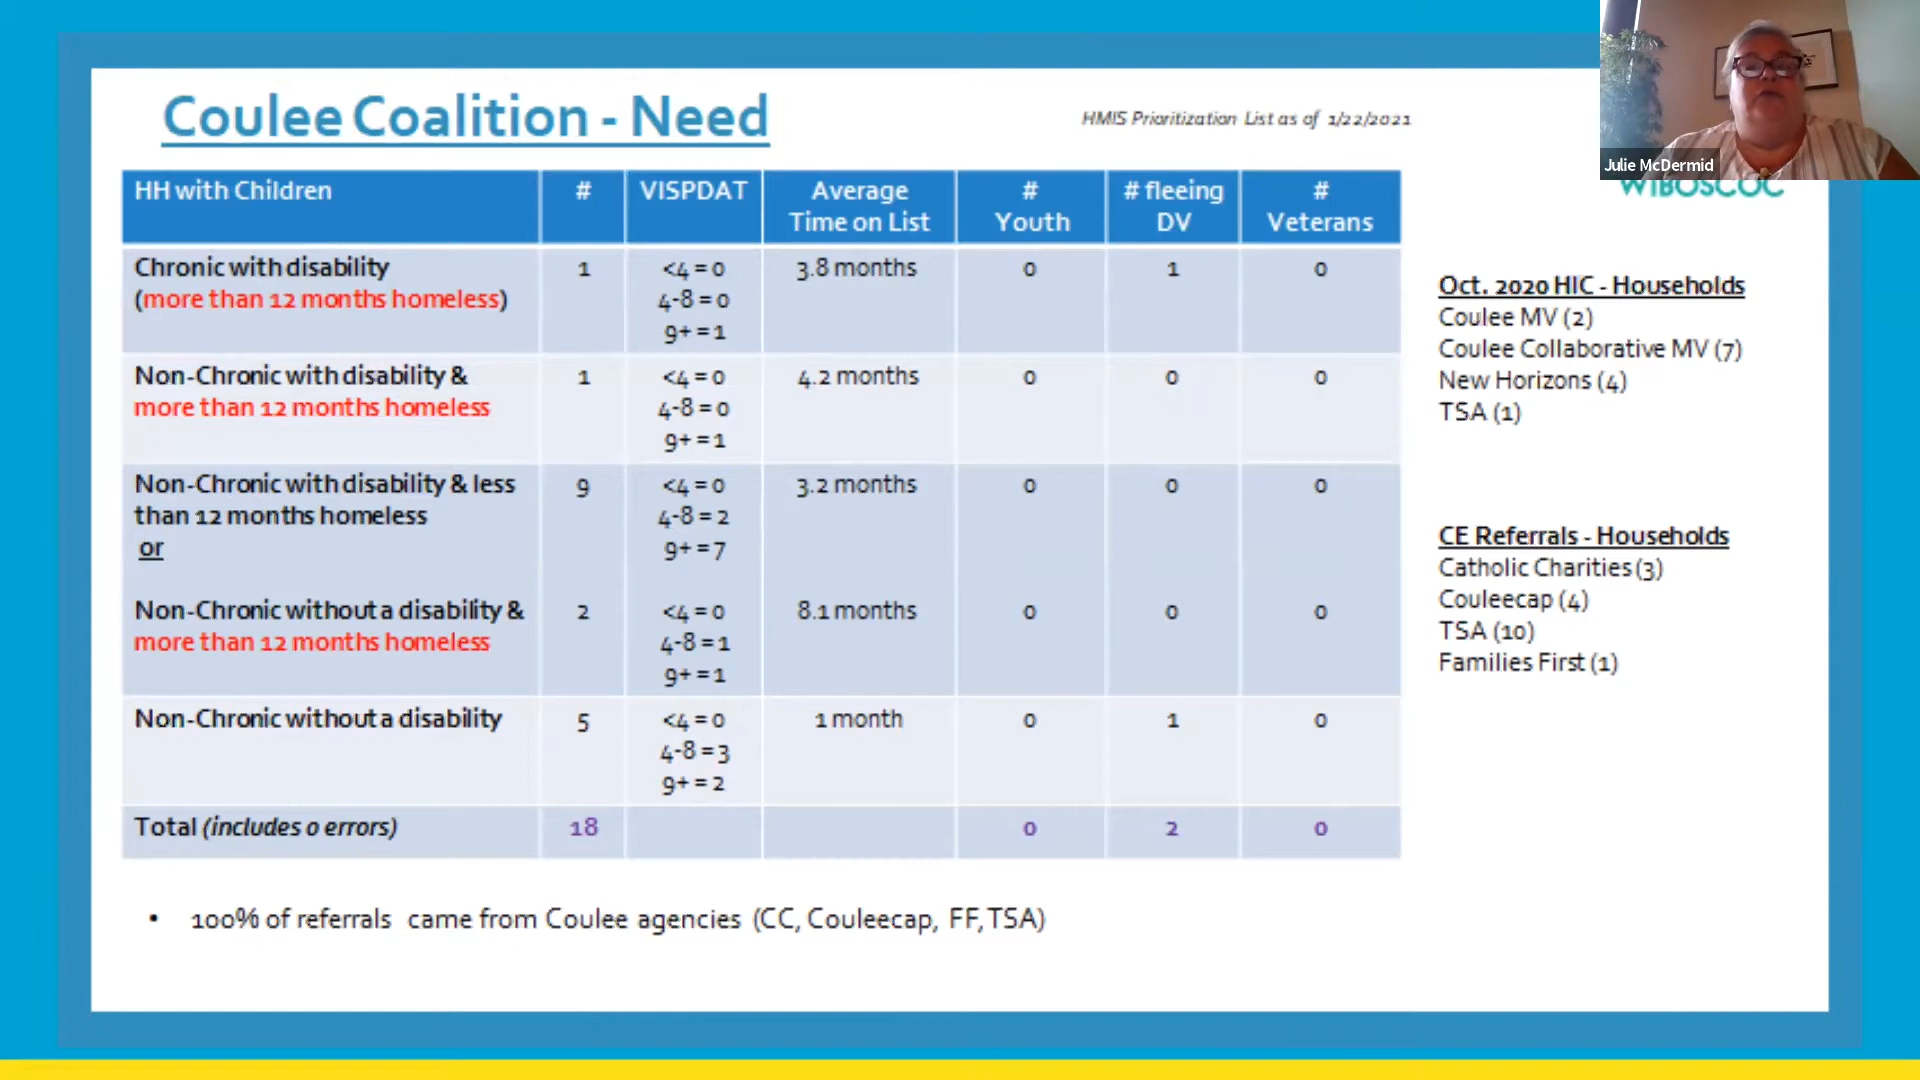 Coulee Coalition - Need
HMIS Prioritization List as of 1/22/2021
Julie McDermid
WIBOSCOC
HH with Children # VISPDAT Average Time on List # Youth # fleeing DV # Veterans
Chronic with disability 1 <4 = 0 3.8 months 0 1 0
(more than 12 months homeless) 4-8 = 0
9+ = 1
Non-Chronic with disability & 1 <4 = 0 4.2 months 0 0 0
more than 12 months homeless 4-8 = 0
9+ = 1
Non-Chronic with disability & less 9 <4 = 0 3.2 months 0 0 0
than 12 months homeless 4-8 = 2
or 9+ = 7
Non-Chronic without a disability & 2 <4 = 0 8.1 months 0 0 0
more than 12 months homeless 4-8 = 1
9+ = 1
Non-Chronic without a disability 5 <4 = 0 1 month 0 1 0
4-8 = 3
9+ = 2
Total (includes 0 errors) 18 0 2 0
Oct. 2020 HIC - Households
Coulee MV (2)
Coulee Collaborative MV (7)
New Horizons (4)
TSA (1)
CE Referrals - Households
Catholic Charities (3)
Couleecap (4)
TSA (10)
Families First (1)
• 100% of referrals came from Coulee agencies (CC, Couleecap, FF, TSA)